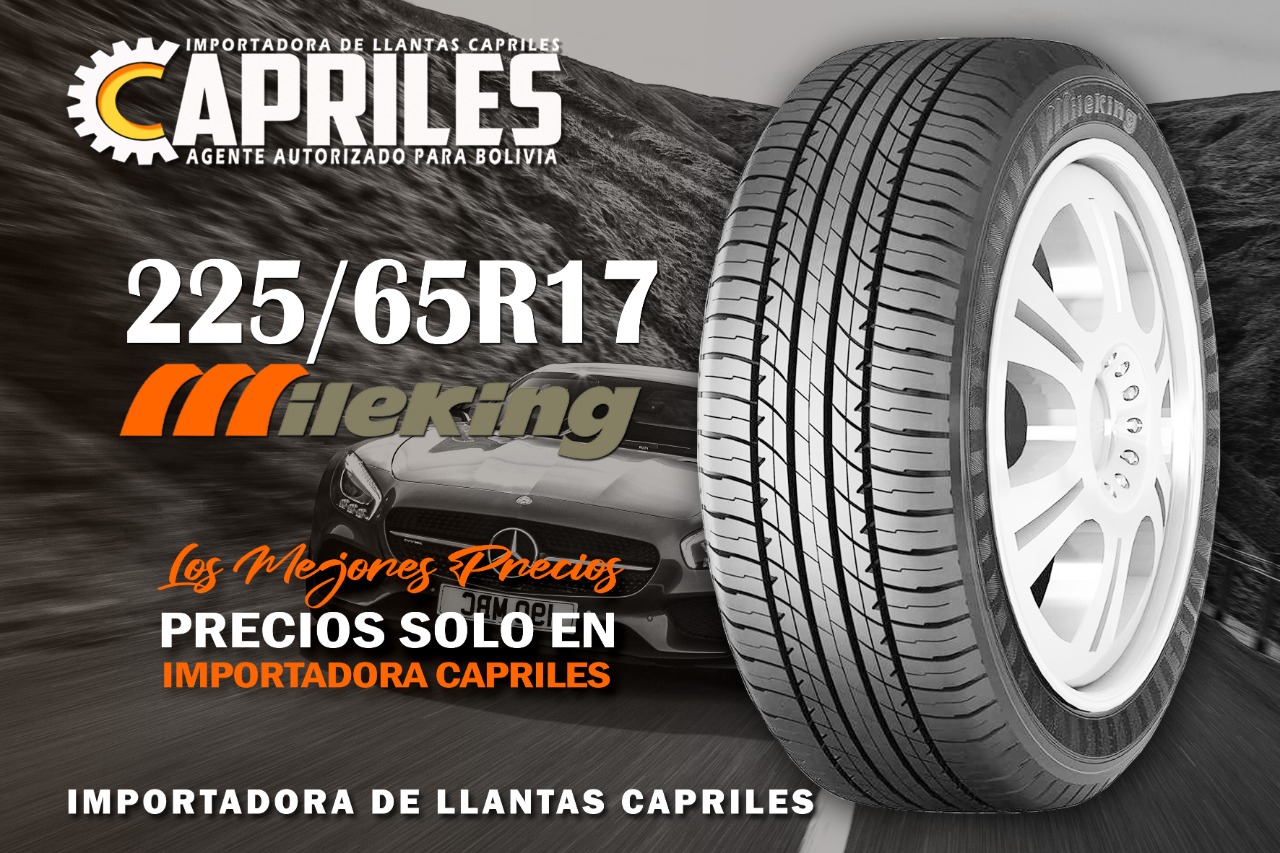 IMPORTADORA DE LLANTAS CAPRILES
CAPRILES
AGENTE AUTORIZADO PARA BOLIVIA
Mileking
225/65R17
Mileking
Los Mejores Precios
PRECIOS SOLO EN
IMPORTADORA CAPRILES
IMPORTADORA DE LLANTAS CAPRILES